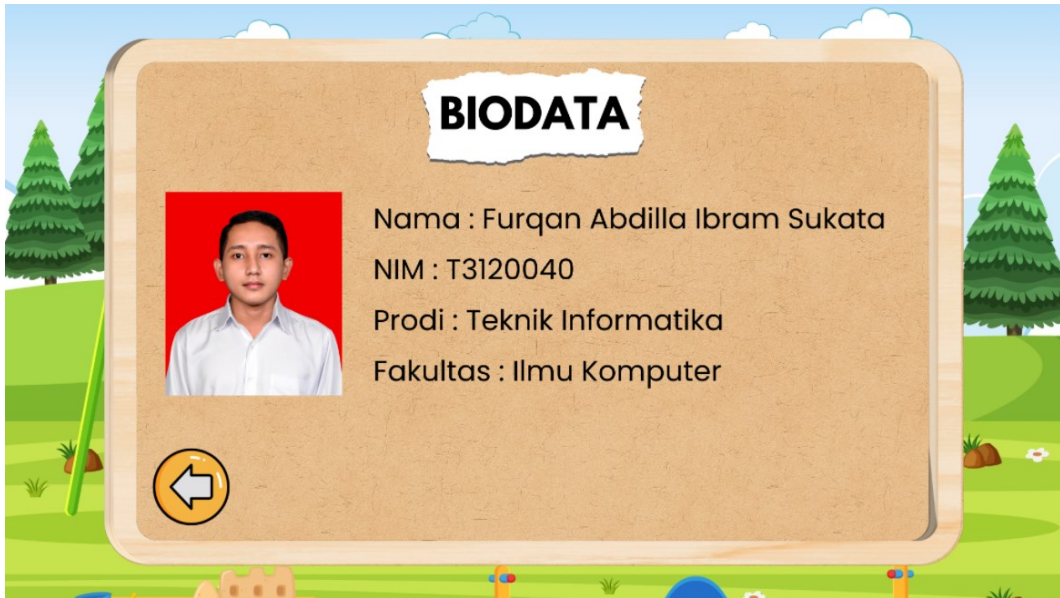 BIODATA
Nama : Furqan Abdilla Ibram Sukata
NIM : T3120040
Prodi : Teknik Informatika
Fakultas : Ilmu Komputer